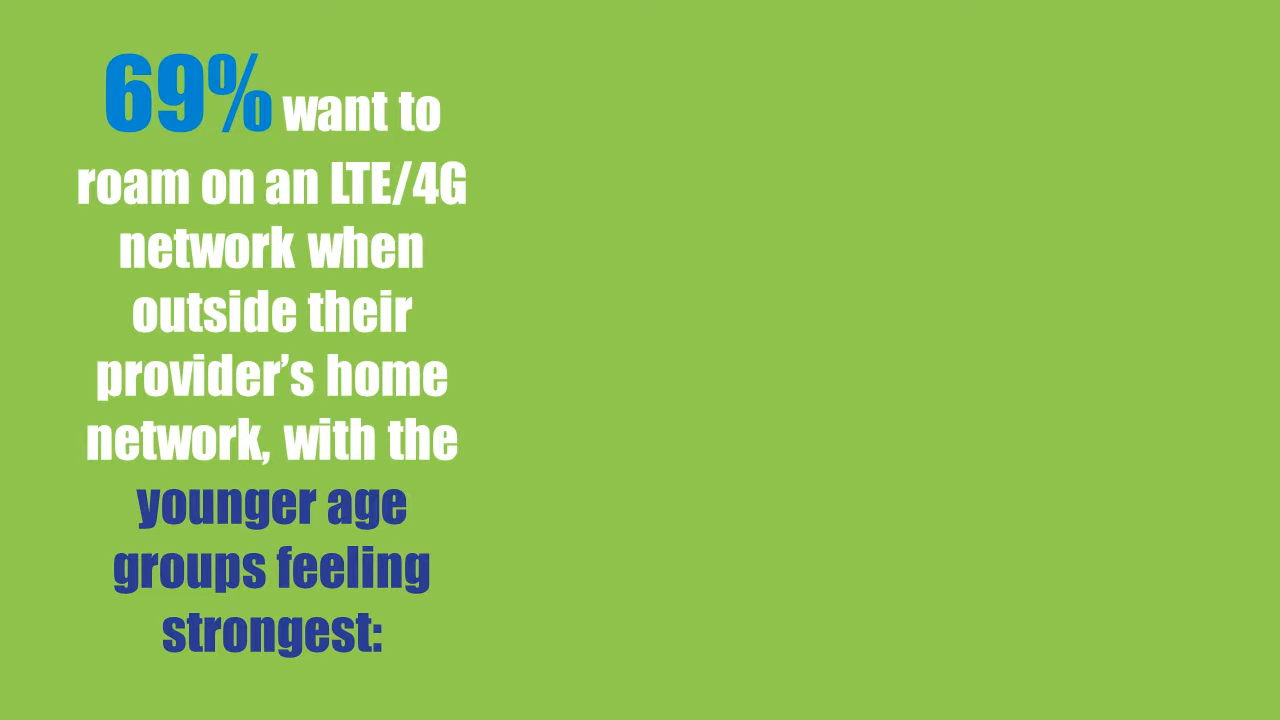 69% want to
roam on an LTE/4G
network when
outside their
provider’s home
network, with the
younger age
groups feeling
strongest: